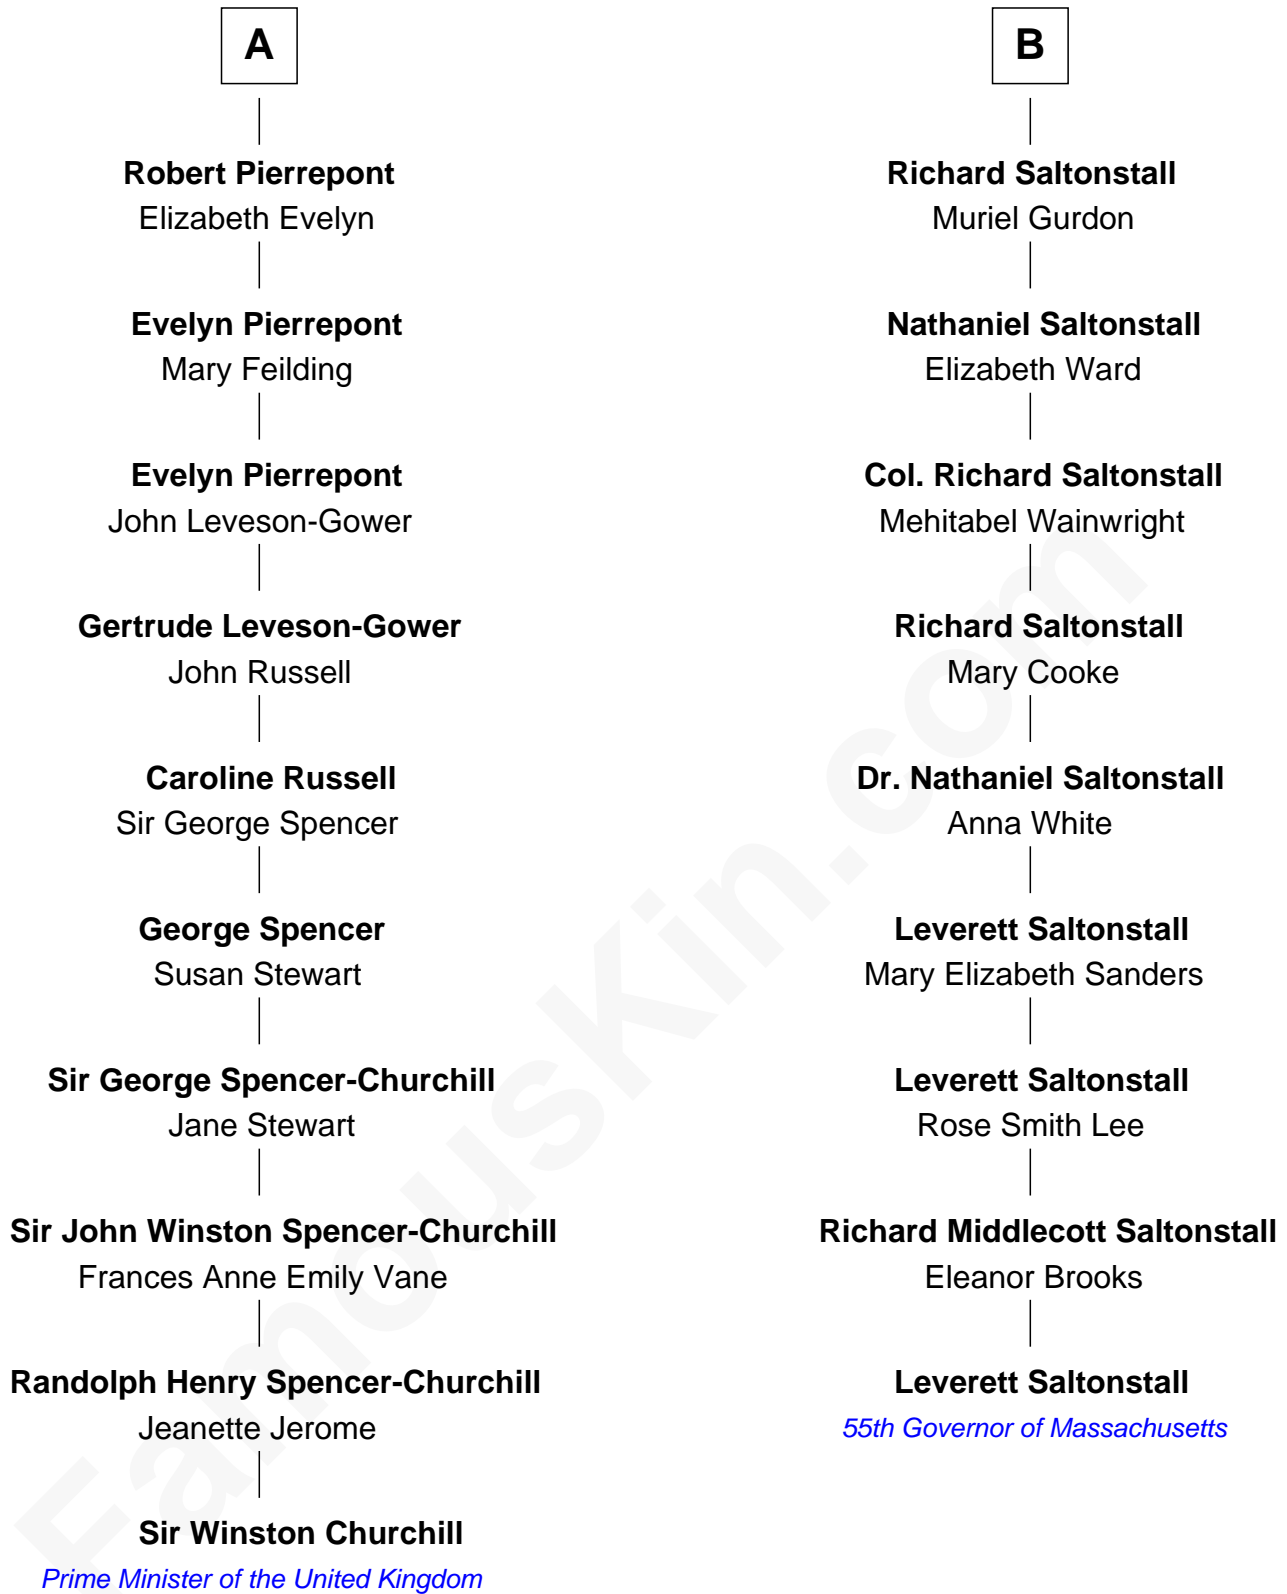 A
Robert Pierrepont
Elizabeth Evelyn
Evelyn Pierrepont
Mary Feilding
Evelyn Pierrepont
John Leveson-Gower
Gertrude Leveson-Gower
John Russell
Caroline Russell
Sir George Spencer
George Spencer
Susan Stewart
Sir George Spencer-Churchill
Jane Stewart
Sir John Winston Spencer-Churchill
Frances Anne Emily Vane
Randolph Henry Spencer-Churchill
Jeanette Jerome
Sir Winston Churchill
Prime Minister of the United Kingdom
B
Richard Saltonstall
Muriel Gurdon
Nathaniel Saltonstall
Elizabeth Ward
Col. Richard Saltonstall
Mehitabel Wainwright
Richard Saltonstall
Mary Cooke
Dr. Nathaniel Saltonstall
Anna White
Leverett Saltonstall
Mary Elizabeth Sanders
Leverett Saltonstall
Rose Smith Lee
Richard Middlecott Saltonstall
Eleanor Brooks
Leverett Saltonstall
55th Governor of Massachusetts
FamousKin.com